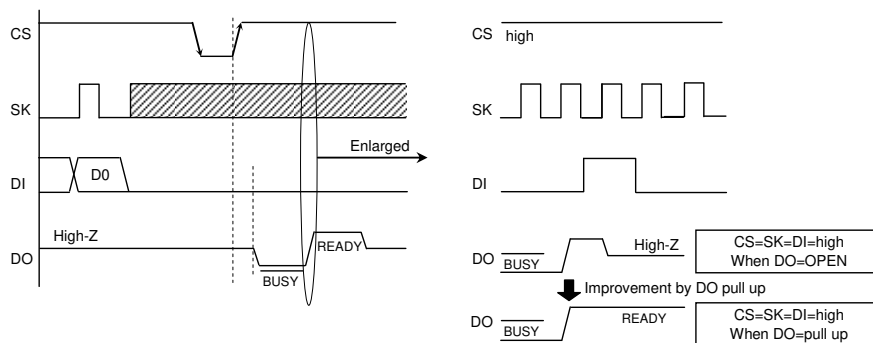 CS
SK
DI
D0
DO
High-Z
BUSY
READY
Enlarged
CS
high
SK
DI
DO
BUSY
High-Z
CS=SK=DI=high
When DO=OPEN
Improvement by DO pull up
DO
BUSY
READY
CS=SK=DI=high
When DO=pull up